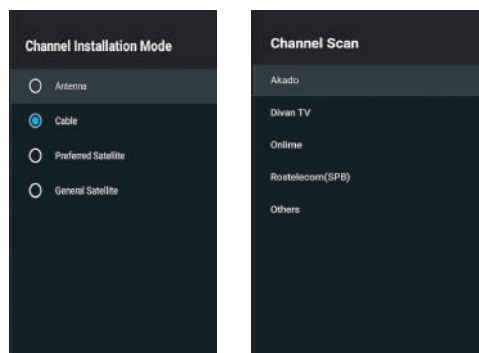 Channel Installation Mode
Antenna
Cable
Preferred Satellite
General Satellite
Channel Scan
Akado
Divan TV
Onlime
Rostelecom(SPB)
Others